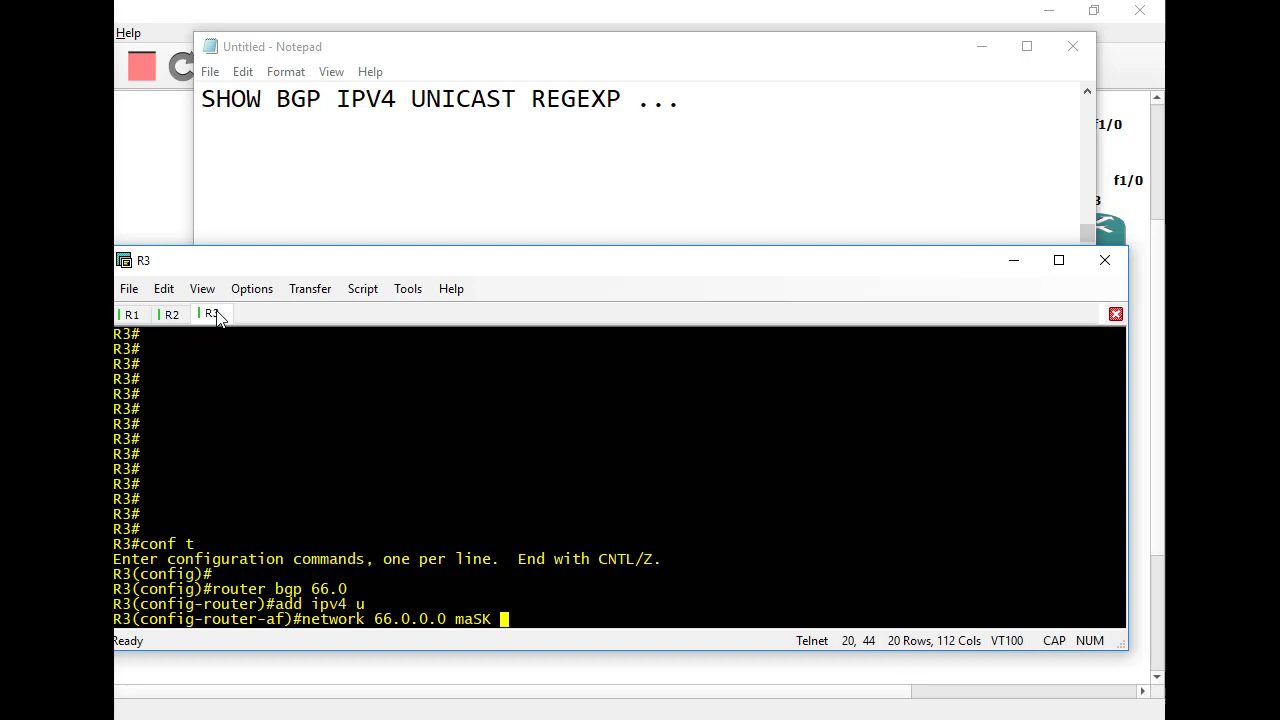 Help
Untitled - Notepad
File Edit Format View Help
SHOW BGP IPV4 UNICAST REGEXP ...
f1/0
f1/0
3
R3
File Edit View Options Transfer Script Tools Help
R1 R2 R3
R3#
R3#
R3#
R3#
R3#
R3#
R3#
R3#
R3#
R3#
R3#
R3#
R3#
R3#
R3#conf t
Enter configuration commands, one per line.  End with CNTL/Z.
R3(config)#
R3(config)#router bgp 66.0
R3(config-router)#add ipv4 u
R3(config-router-af)#network 66.0.0.0 maSK
Ready Telnet 20, 44 20 Rows, 112 Cols VT100 CAP NUM